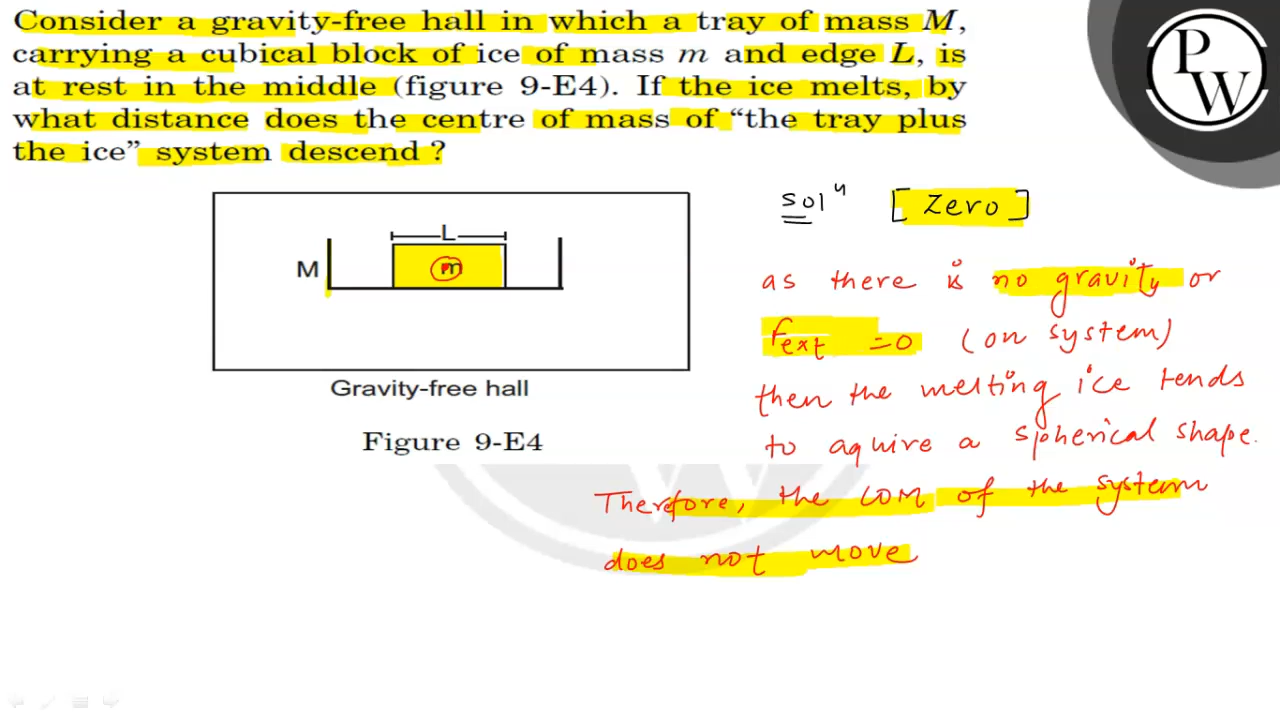 Consider a gravity-free hall in which a tray of mass M,
carrying a cubical block of ice of mass m and edge L, is
at rest in the middle (figure 9-E4). If the ice melts, by
what distance does the centre of mass of “the tray plus
the ice” system descend ?
P
W
L
M
m
Gravity-free hall
Figure 9-E4
solⁿ [Zero]
as there is no gravity or
Fext = 0 (on system)
then the melting ice tends
to aquire a spherical shape.
Therefore, the COM of the system
does not move